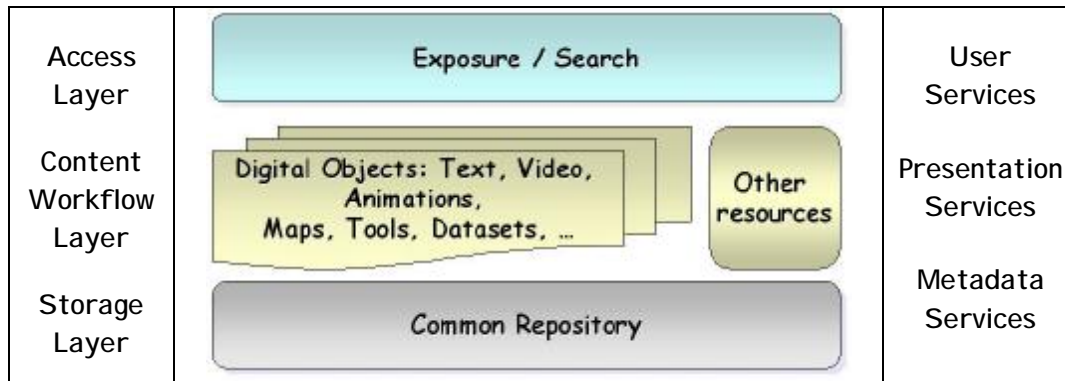 Access
Layer
Content
Workflow
Layer
Storage
Layer
Exposure / Search
Digital Objects: Text, Video,
Animations,
Maps, Tools, Datasets, ...
Other
resources
Common Repository
User
Services
Presentation
Services
Metadada
Services